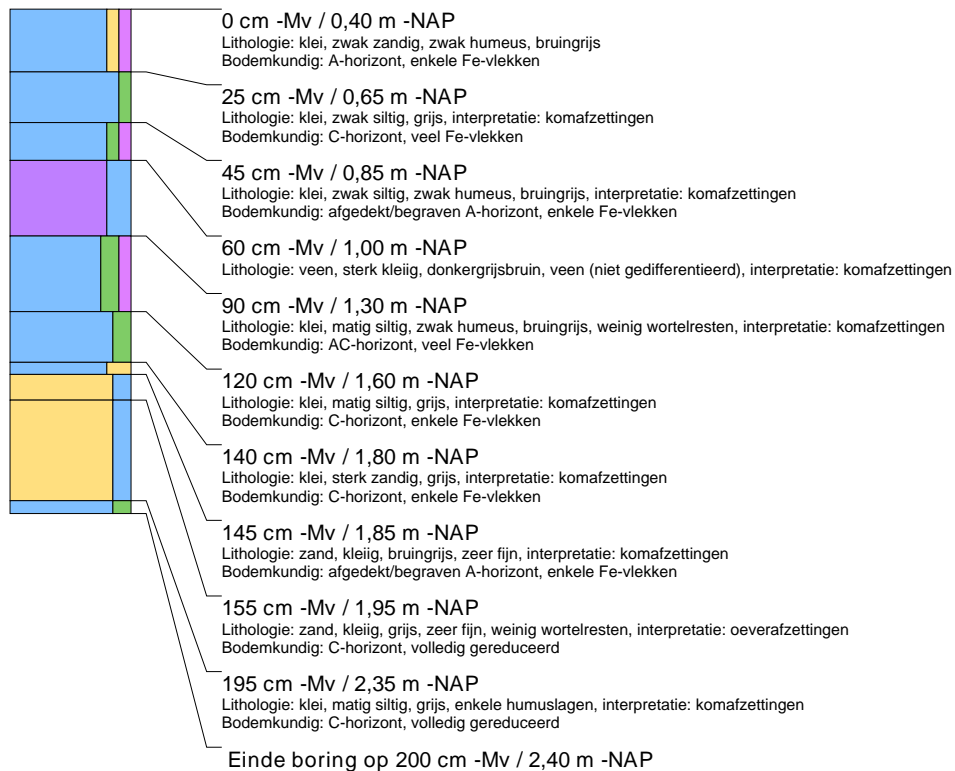 0 cm -Mv / 0,40 m -NAP
Lithologie: klei, zwak zandig, zwak humeus, bruingrijs
Bodemkundig: A-horizont, enkele Fe-vlekken
25 cm -Mv / 0,65 m -NAP
Lithologie: klei, zwak siltig, grijs, interpretatie: komafzettingen
Bodemkundig: C-horizont, veel Fe-vlekken
45 cm -Mv / 0,85 m -NAP
Lithologie: klei, zwak siltig, zwak humeus, bruingrijs, interpretatie: komafzettingen
Bodemkundig: afgedekt/begraven A-horizont, enkele Fe-vlekken
60 cm -Mv / 1,00 m -NAP
Lithologie: veen, sterk kleiig, donkergrijsbruin, veen (niet gedifferentieerd), interpretatie: komafzettingen
90 cm -Mv / 1,30 m -NAP
Lithologie: klei, matig siltig, zwak humeus, bruingrijs, weinig wortelresten, interpretatie: komafzettingen
Bodemkundig: AC-horizont, veel Fe-vlekken
120 cm -Mv / 1,60 m -NAP
Lithologie: klei, matig siltig, grijs, interpretatie: komafzettingen
Bodemkundig: C-horizont, enkele Fe-vlekken
140 cm -Mv / 1,80 m -NAP
Lithologie: klei, sterk zandig, grijs, interpretatie: komafzettingen
Bodemkundig: C-horizont, enkele Fe-vlekken
145 cm -Mv / 1,85 m -NAP
Lithologie: zand, kleiig, bruingrijs, zeer fijn, interpretatie: komafzettingen
Bodemkundig: afgedekt/begraven A-horizont, enkele Fe-vlekken
155 cm -Mv / 1,95 m -NAP
Lithologie: zand, kleiig, grijs, zeer fijn, weinig wortelresten, interpretatie: oeverafzettingen
Bodemkundig: C-horizont, volledig gereduceerd
195 cm -Mv / 2,35 m -NAP
Lithologie: klei, matig siltig, grijs, enkele humuslagen, interpretatie: komafzettingen
Bodemkundig: C-horizont, volledig gereduceerd
Einde boring op 200 cm -Mv / 2,40 m -NAP